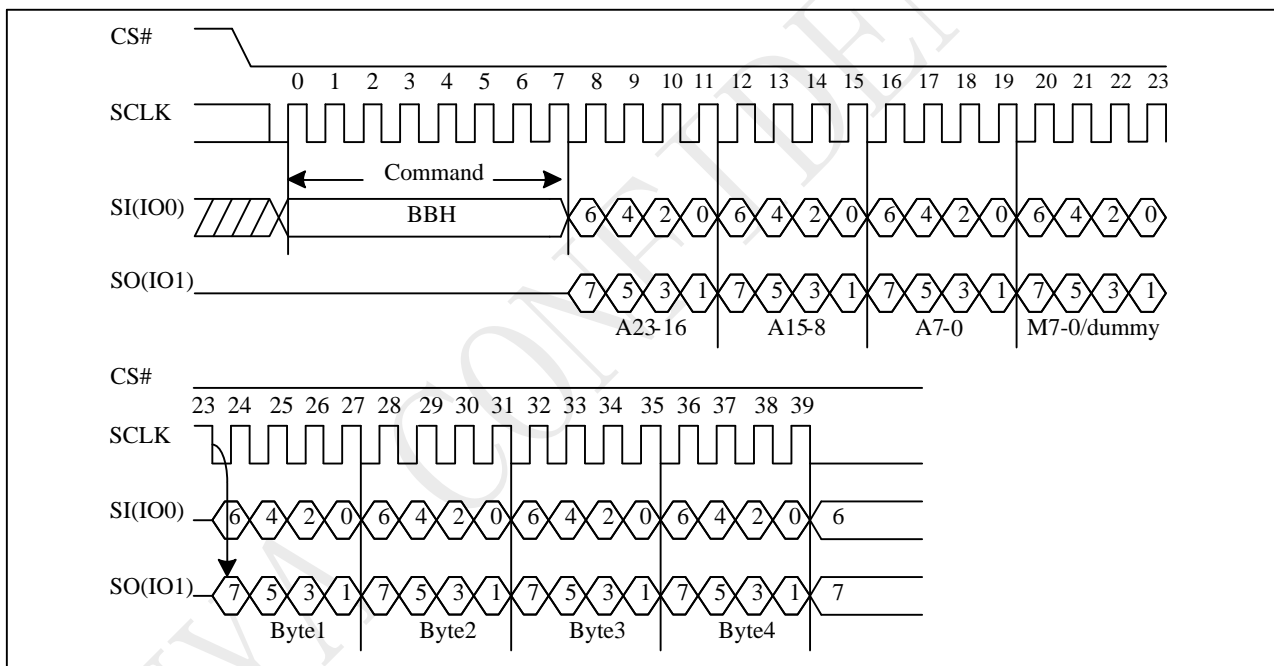 CS#
0 1 2 3 4 5 6 7 8 9 10 11 12 13 14 15 16 17 18 19 20 21 22 23
SCLK
Command
SI(IO0) BBH 6 4 2 0 6 4 2 0 6 4 2 0 6 4 2 0
SO(IO1) 7 5 3 1 7 5 3 1 7 5 3 1 7 5 3 1
A23-16 A15-8 A7-0 M7-0/dummy
CS#
23 24 25 26 27 28 29 30 31 32 33 34 35 36 37 38 39
SCLK
SI(IO0) 6 4 2 0 6 4 2 0 6 4 2 0 6 4 2 0 6
SO(IO1) 7 5 3 1 7 5 3 1 7 5 3 1 7 5 3 1 7
Byte1 Byte2 Byte3 Byte4